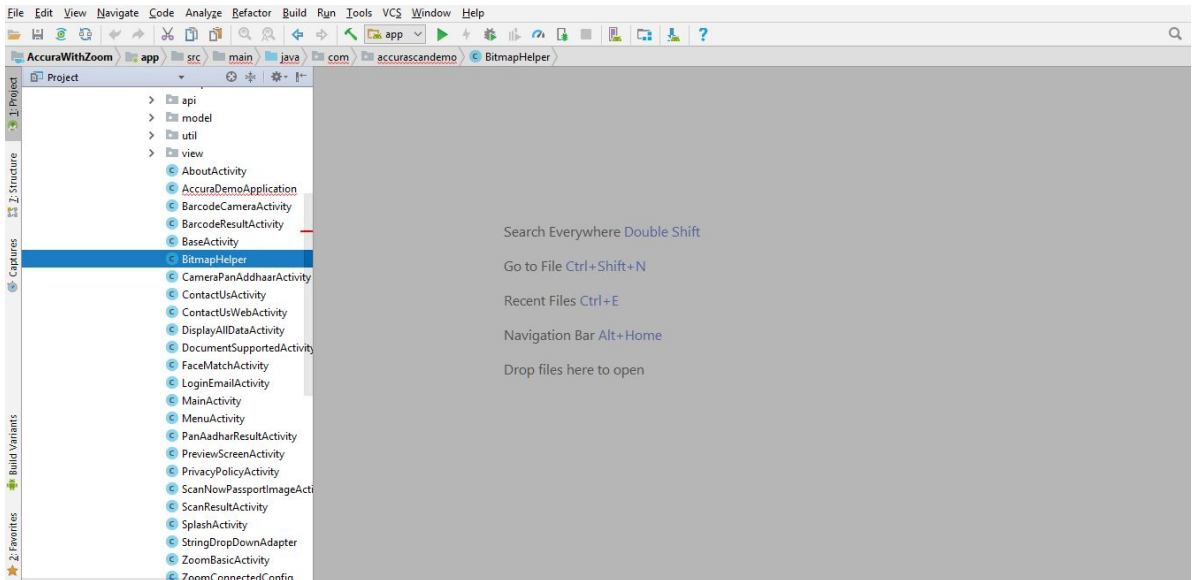 File Edit View Navigate Code Analyze Refactor Build Run Tools VCS Window Help
app
AccuraWithZoom app src main java com accurascandemo BitmapHelper
Project
1: Project
Z: Structure
Captures
Build Variants
2: Favorites
api
model
util
view
AboutActivity
AccuraDemoApplication
BarcodeCameraActivity
BarcodeResultActivity
BaseActivity
BitmapHelper
CameraPanAddhaarActivity
ContactUsActivity
ContactUsWebActivity
DisplayAllDataActivity
DocumentSupportedActivity
FaceMatchActivity
LoginEmailActivity
MainActivity
MenuActivity
PanAadharResultActivity
PreviewScreenActivity
PrivacyPolicyActivity
ScanNowPassportImageActi
ScanResultActivity
SplashActivity
StringDropDownAdapter
ZoomBasicActivity
ZoomConnectedConfig
Search Everywhere Double Shift
Go to File Ctrl+Shift+N
Recent Files Ctrl+E
Navigation Bar Alt+Home
Drop files here to open